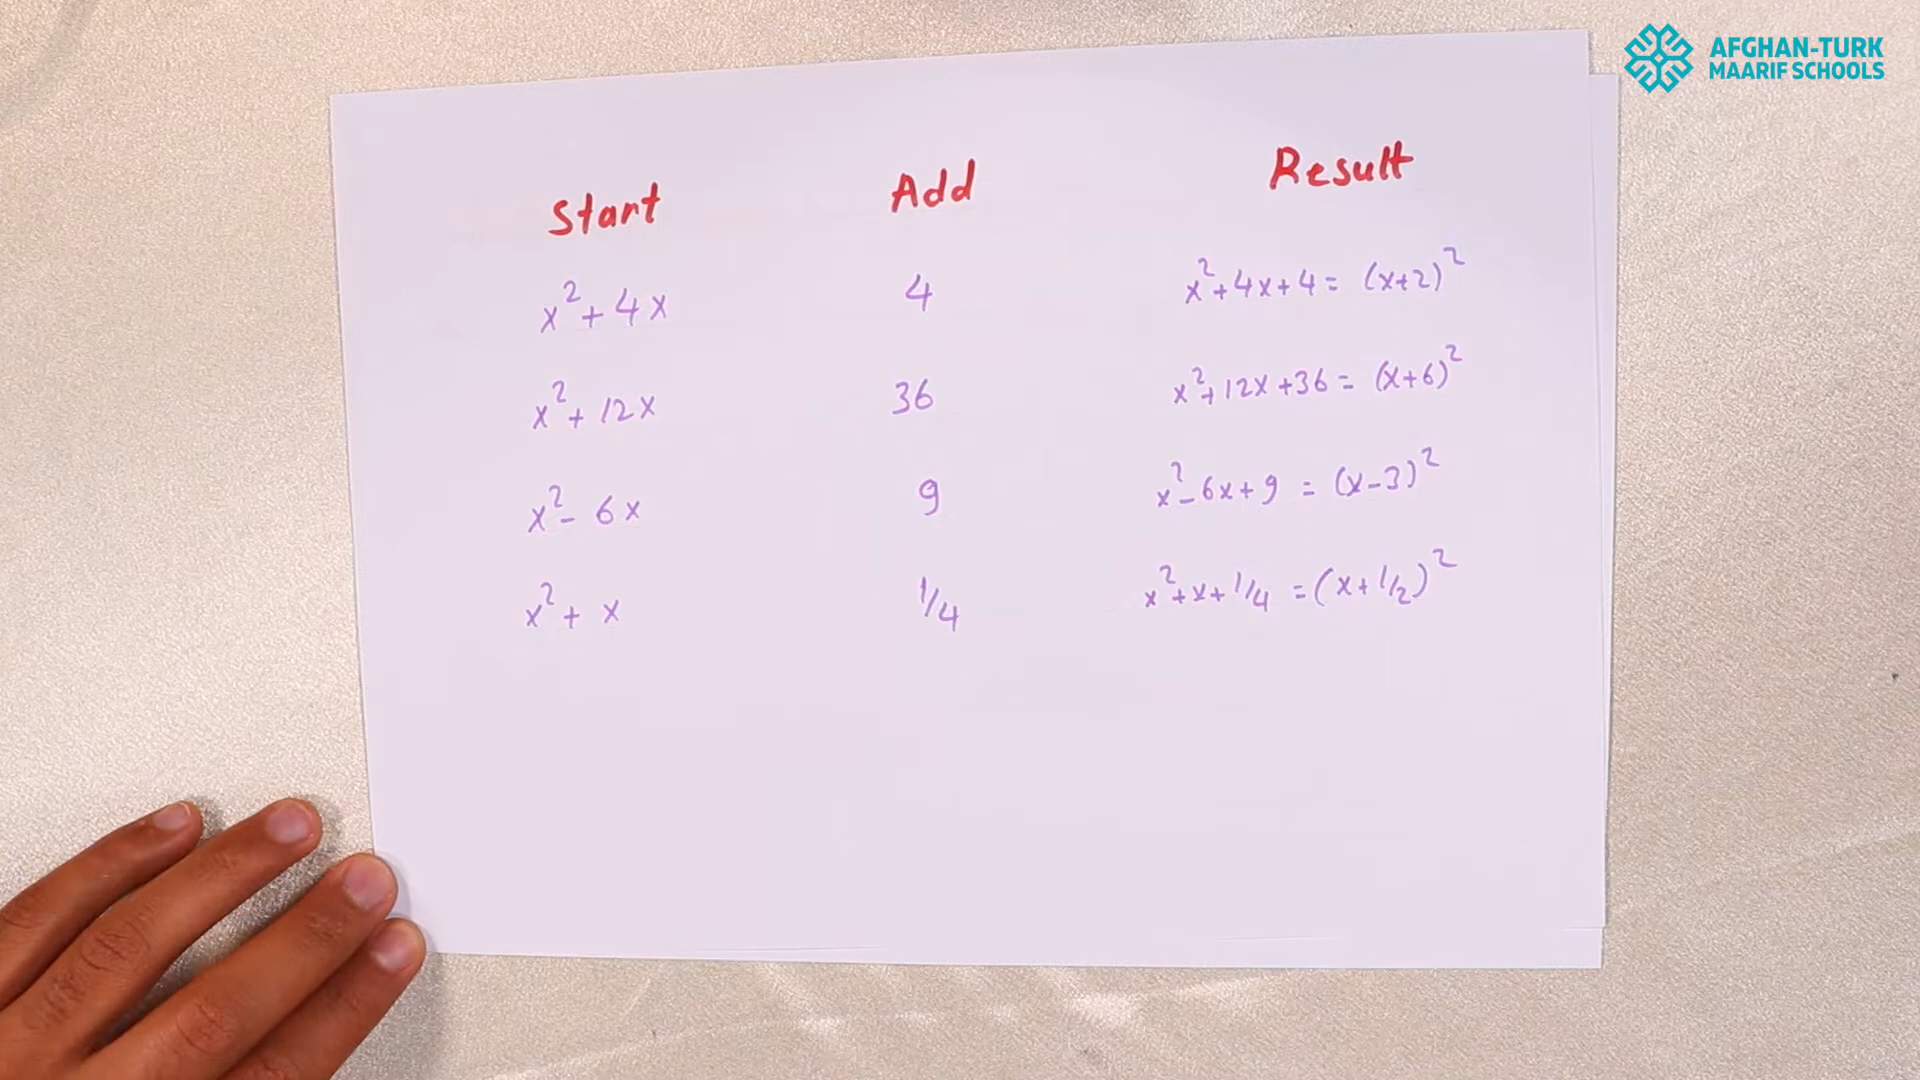 AFGHAN-TURK
MAARIF SCHOOLS
Start Add Result
x²+4x 4 x²+4x+4= (x+2)²
x²+12x 36 x²+12x+36= (x+6)²
x²-6x 9 x²-6x+9 = (x-3)²
x²+x 1/4 x²+x+1/4 =(x+1/2)²